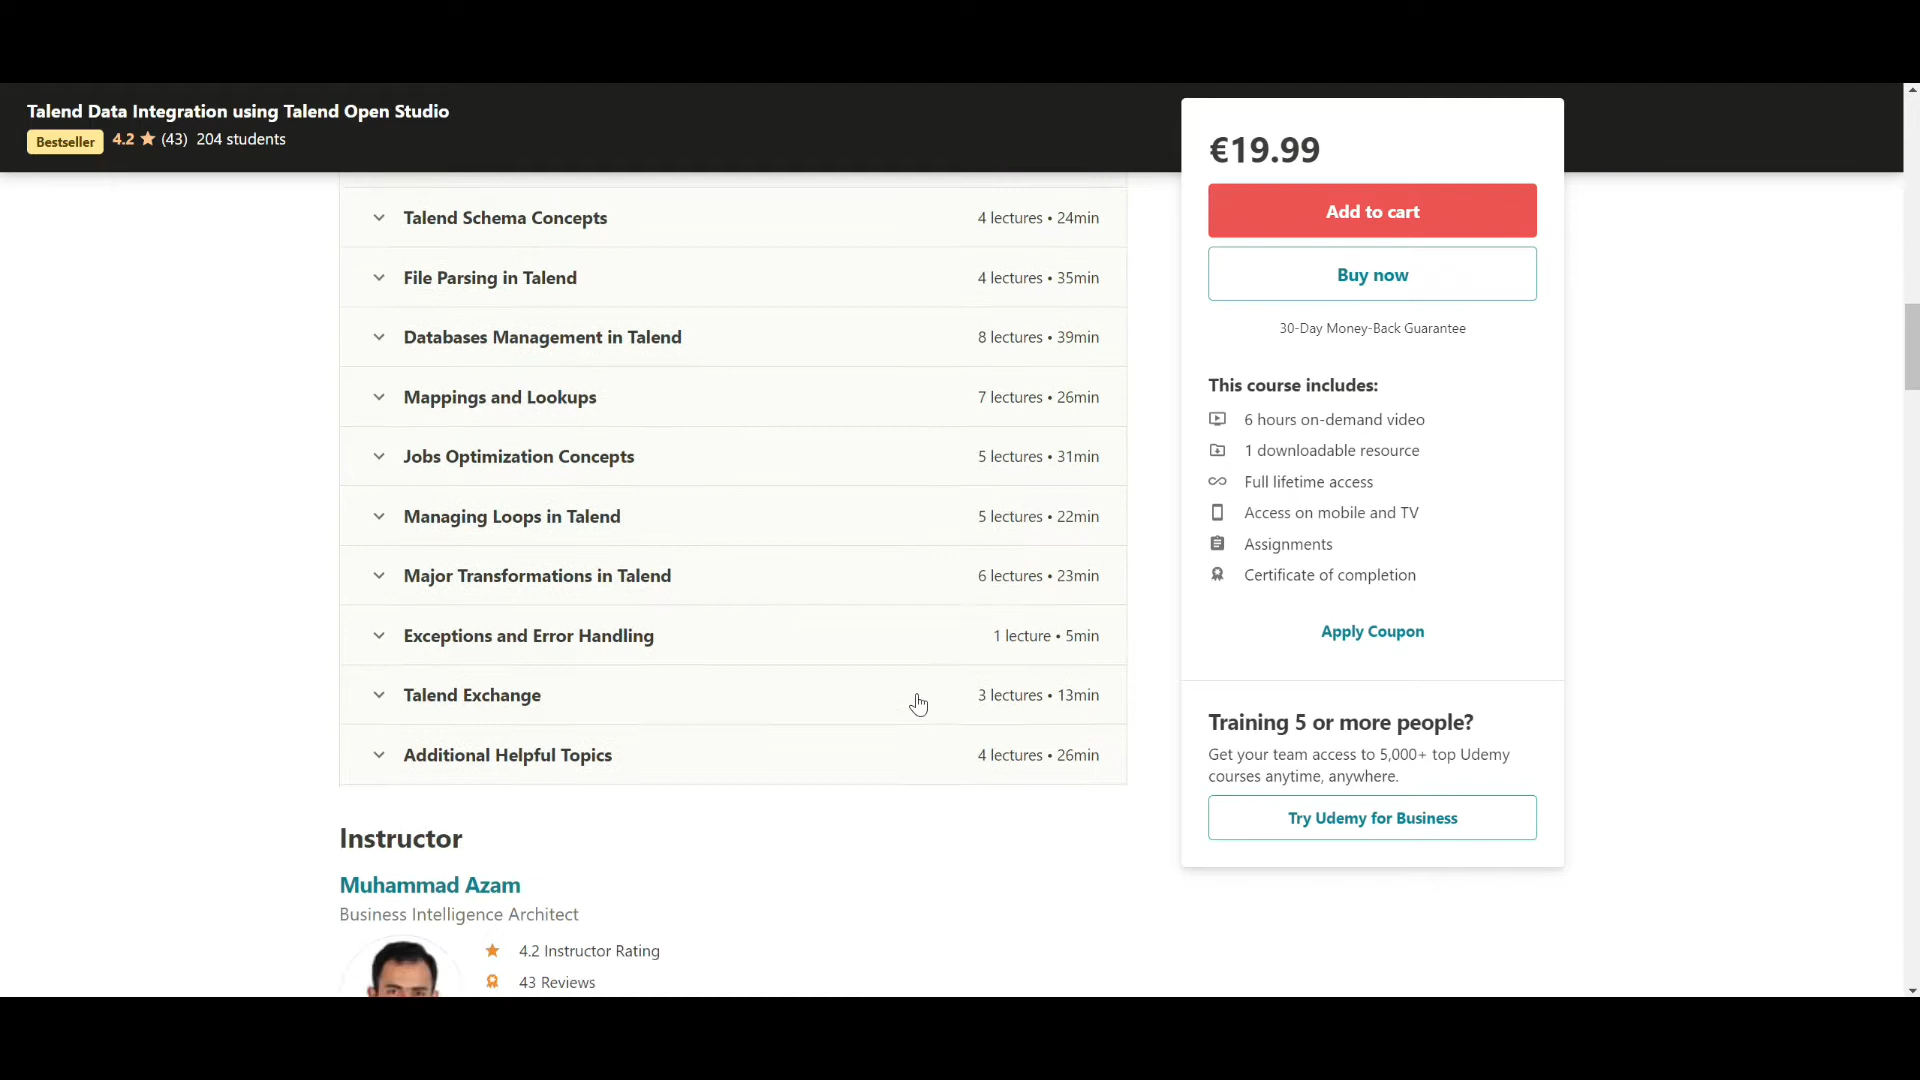 Talend Data Integration using Talend Open Studio
Bestseller 4.2 (43) 204 students
Talend Schema Concepts 4 lectures • 24min
File Parsing in Talend 4 lectures • 35min
Databases Management in Talend 8 lectures • 39min
Mappings and Lookups 7 lectures • 26min
Jobs Optimization Concepts 5 lectures • 31min
Managing Loops in Talend 5 lectures • 22min
Major Transformations in Talend 6 lectures • 23min
Exceptions and Error Handling 1 lecture • 5min
Talend Exchange 3 lectures • 13min
Additional Helpful Topics 4 lectures • 26min
Instructor
Muhammad Azam
Business Intelligence Architect
4.2 Instructor Rating
43 Reviews
€19.99
Add to cart
Buy now
30-Day Money-Back Guarantee
This course includes:
6 hours on-demand video
1 downloadable resource
Full lifetime access
Access on mobile and TV
Assignments
Certificate of completion
Apply Coupon
Training 5 or more people?
Get your team access to 5,000+ top Udemy
courses anytime, anywhere.
Try Udemy for Business